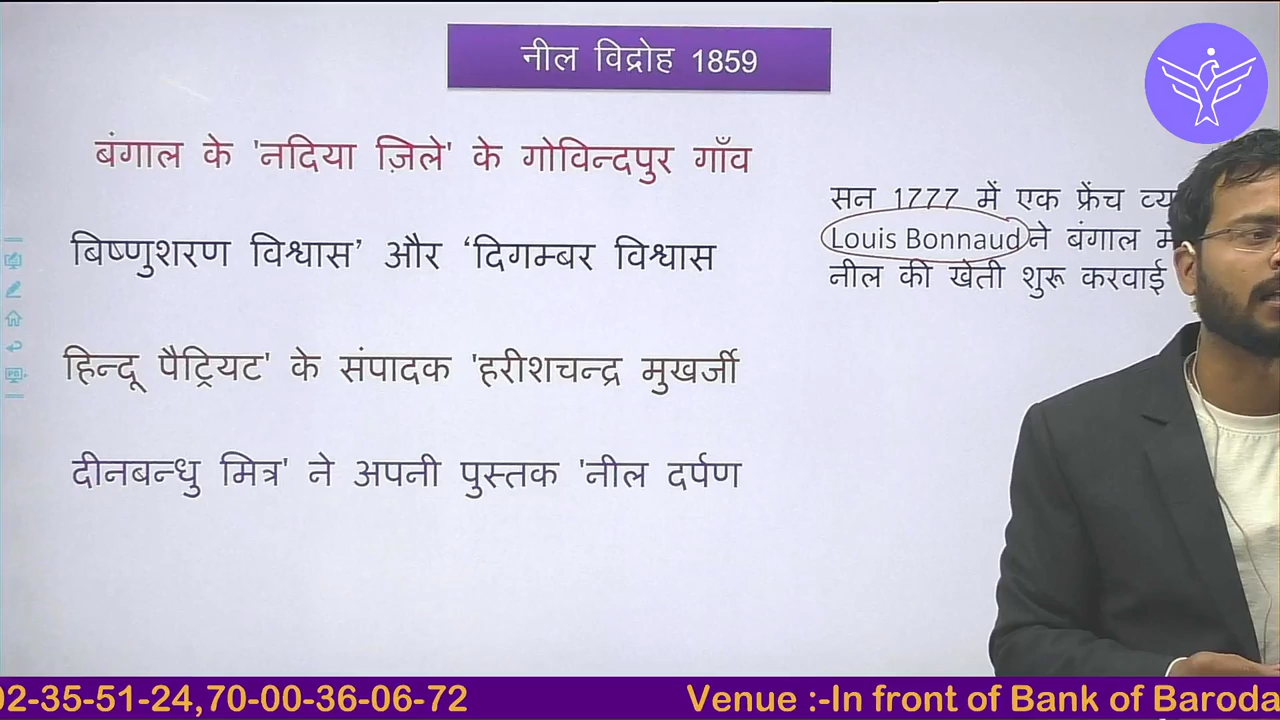 नील विद्रोह 1859
बंगाल के 'नदिया ज़िले' के गोविन्दपुर गाँव
बिष्णुशरण विश्वास’ और ‘दिगम्बर विश्वास
हिन्दू पैट्रियट' के संपादक 'हरीशचन्द्र मुखर्जी
दीनबन्धु मित्र' ने अपनी पुस्तक 'नील दर्पण
सन 1777 में एक फ्रेंच
Louis Bonnaud ने बंगाल
नील की खेती शुरू करवाई
02-35-51-24,70-00-36-06-72 Venue :-In front of Bank of Baroda